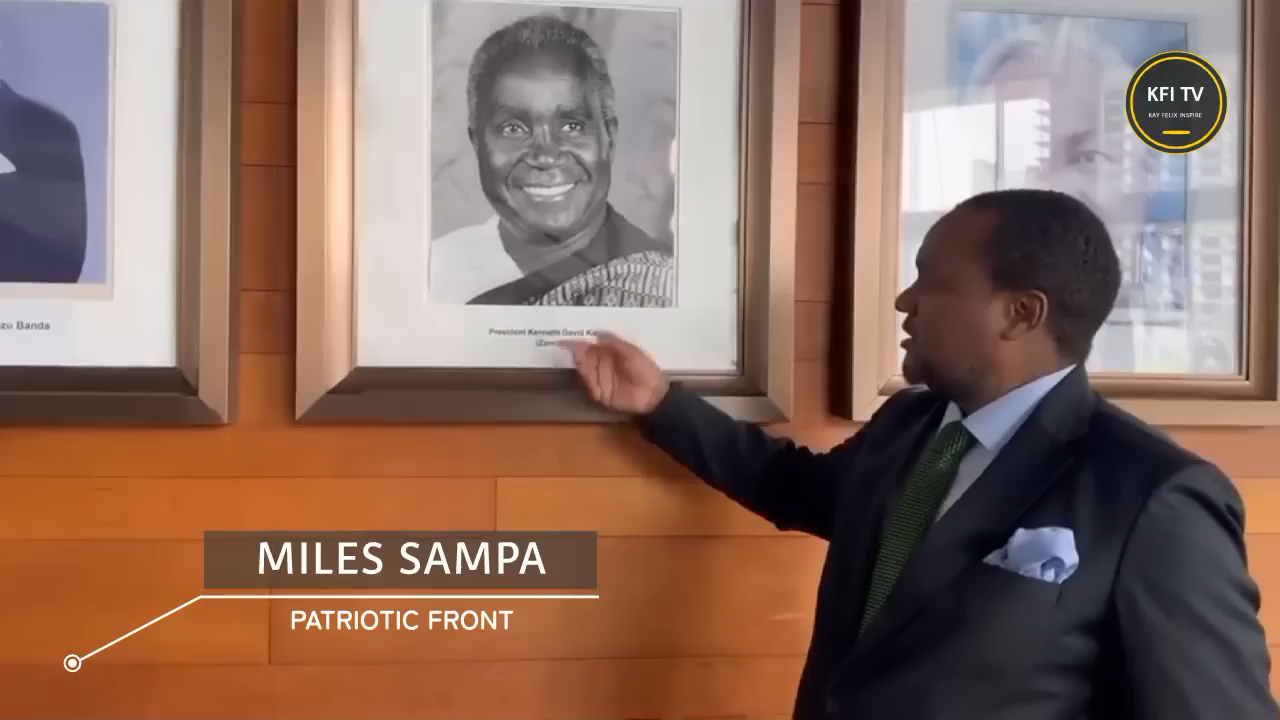 KFI TV
KAY FELIX INSPIRE
zu Banda
President Kenneth David
MILES SAMPA
PATRIOTIC FRONT